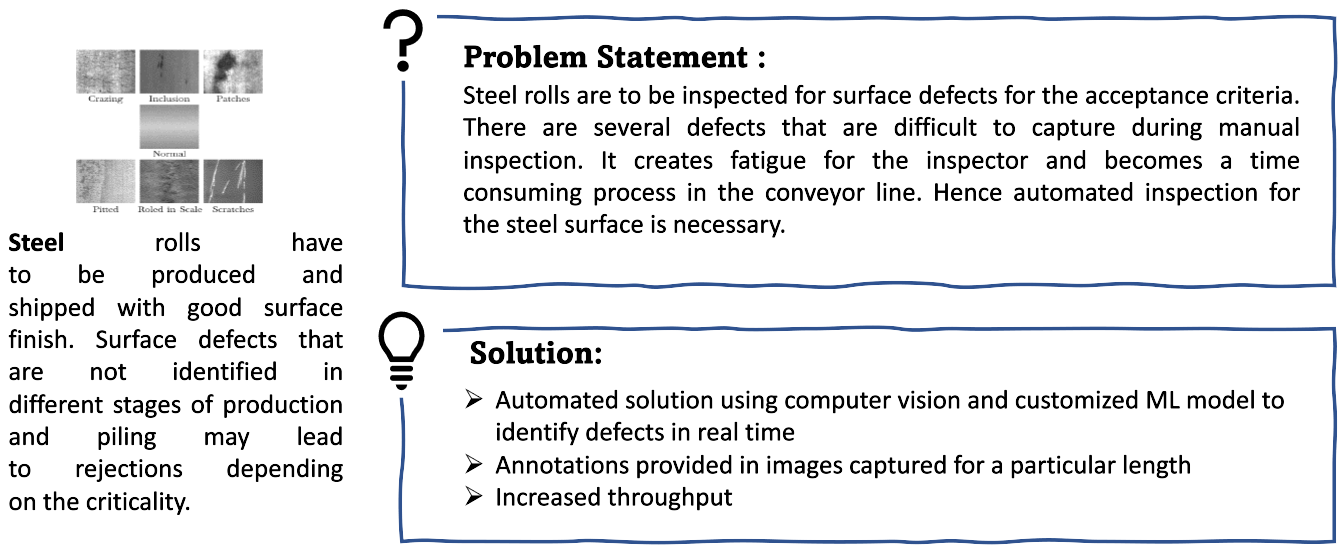 Crazing Inclusion Patches
Normal
Pitted Roled in Scale Scratches
Steel rolls have
to be produced and
shipped with good surface
finish. Surface defects that
are not identified in
different stages of production
and piling may lead
to rejections depending
on the criticality.
?
Problem Statement :
Steel rolls are to be inspected for surface defects for the acceptance criteria.
There are several defects that are difficult to capture during manual
inspection. It creates fatigue for the inspector and becomes a time
consuming process in the conveyor line. Hence automated inspection for
the steel surface is necessary.
Solution:
➢ Automated solution using computer vision and customized ML model to
identify defects in real time
➢ Annotations provided in images captured for a particular length
➢ Increased throughput